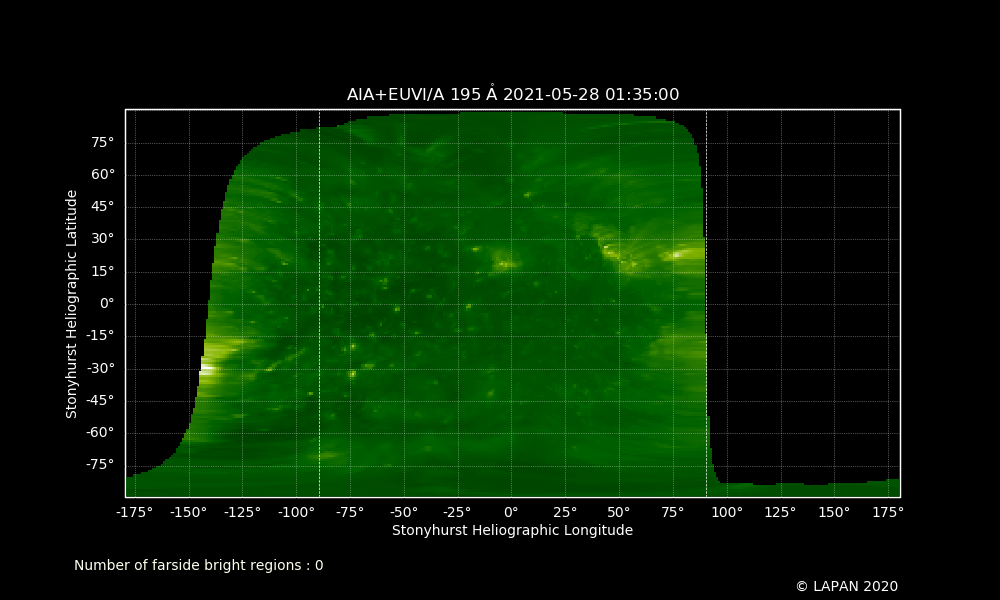 AIA+EUVI/A 195 Å 2021-05-28 01:35:00
75°
60°
45°
30°
15°
0°
-15°
-30°
-45°
-60°
-75°
Stonyhurst Heliographic Latitude
-175° -150° -125° -100° -75° -50° -25° 0° 25° 50° 75° 100° 125° 150° 175°
Stonyhurst Heliographic Longitude
Number of farside bright regions : 0
© LAPAN 2020